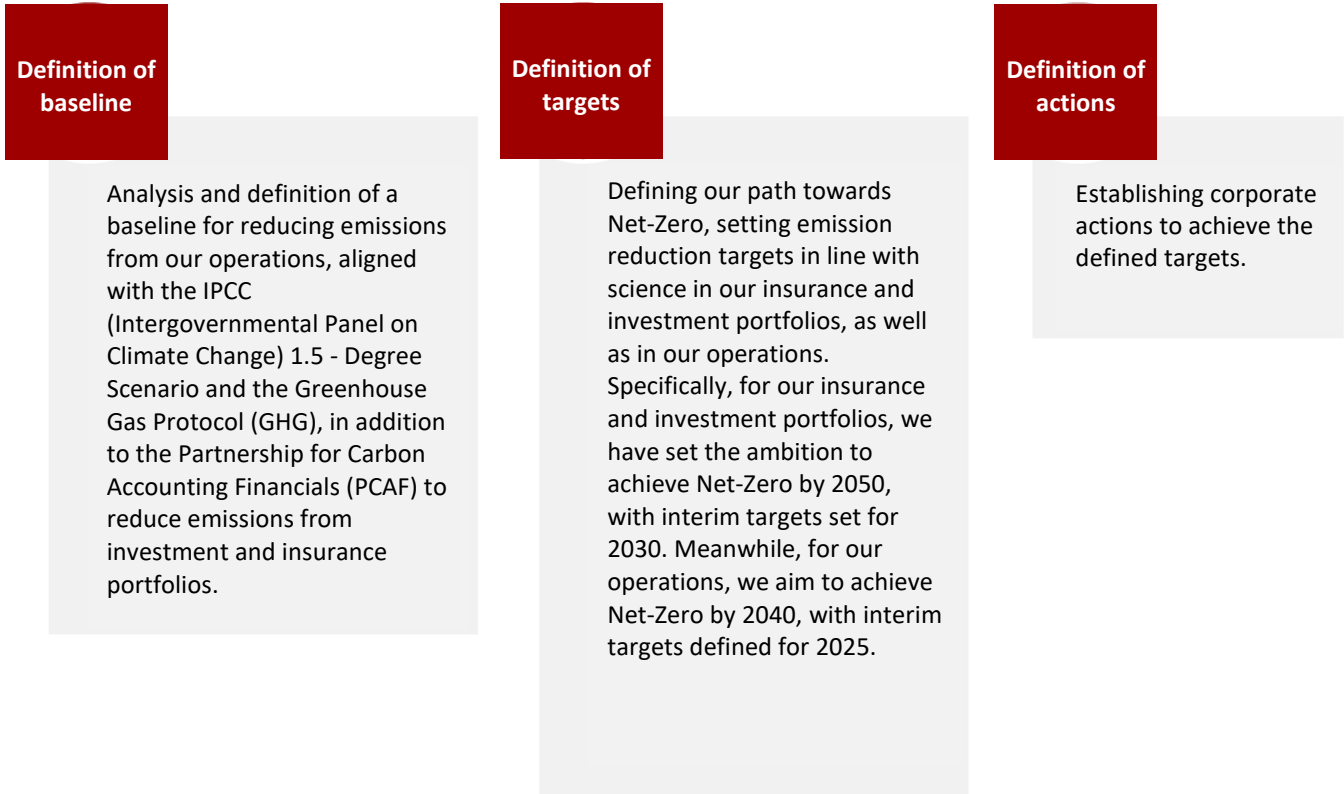 Definition of
baseline
Analysis and definition of a
baseline for reducing emissions
from our operations, aligned
with the IPCC
(Intergovernmental Panel on
Climate Change) 1.5 - Degree
Scenario and the Greenhouse
Gas Protocol (GHG), in addition
to the Partnership for Carbon
Accounting Financials (PCAF) to
reduce emissions from
investment and insurance
portfolios.
Definition of
targets
Defining our path towards
Net-Zero, setting emission
reduction targets in line with
science in our insurance and
investment portfolios, as well
as in our operations.
Specifically, for our insurance
and investment portfolios, we
have set the ambition to
achieve Net-Zero by 2050,
with interim targets set for
2030. Meanwhile, for our
operations, we aim to achieve
Net-Zero by 2040, with interim
targets defined for 2025.
Definition of
actions
Establishing corporate
actions to achieve the
defined targets.